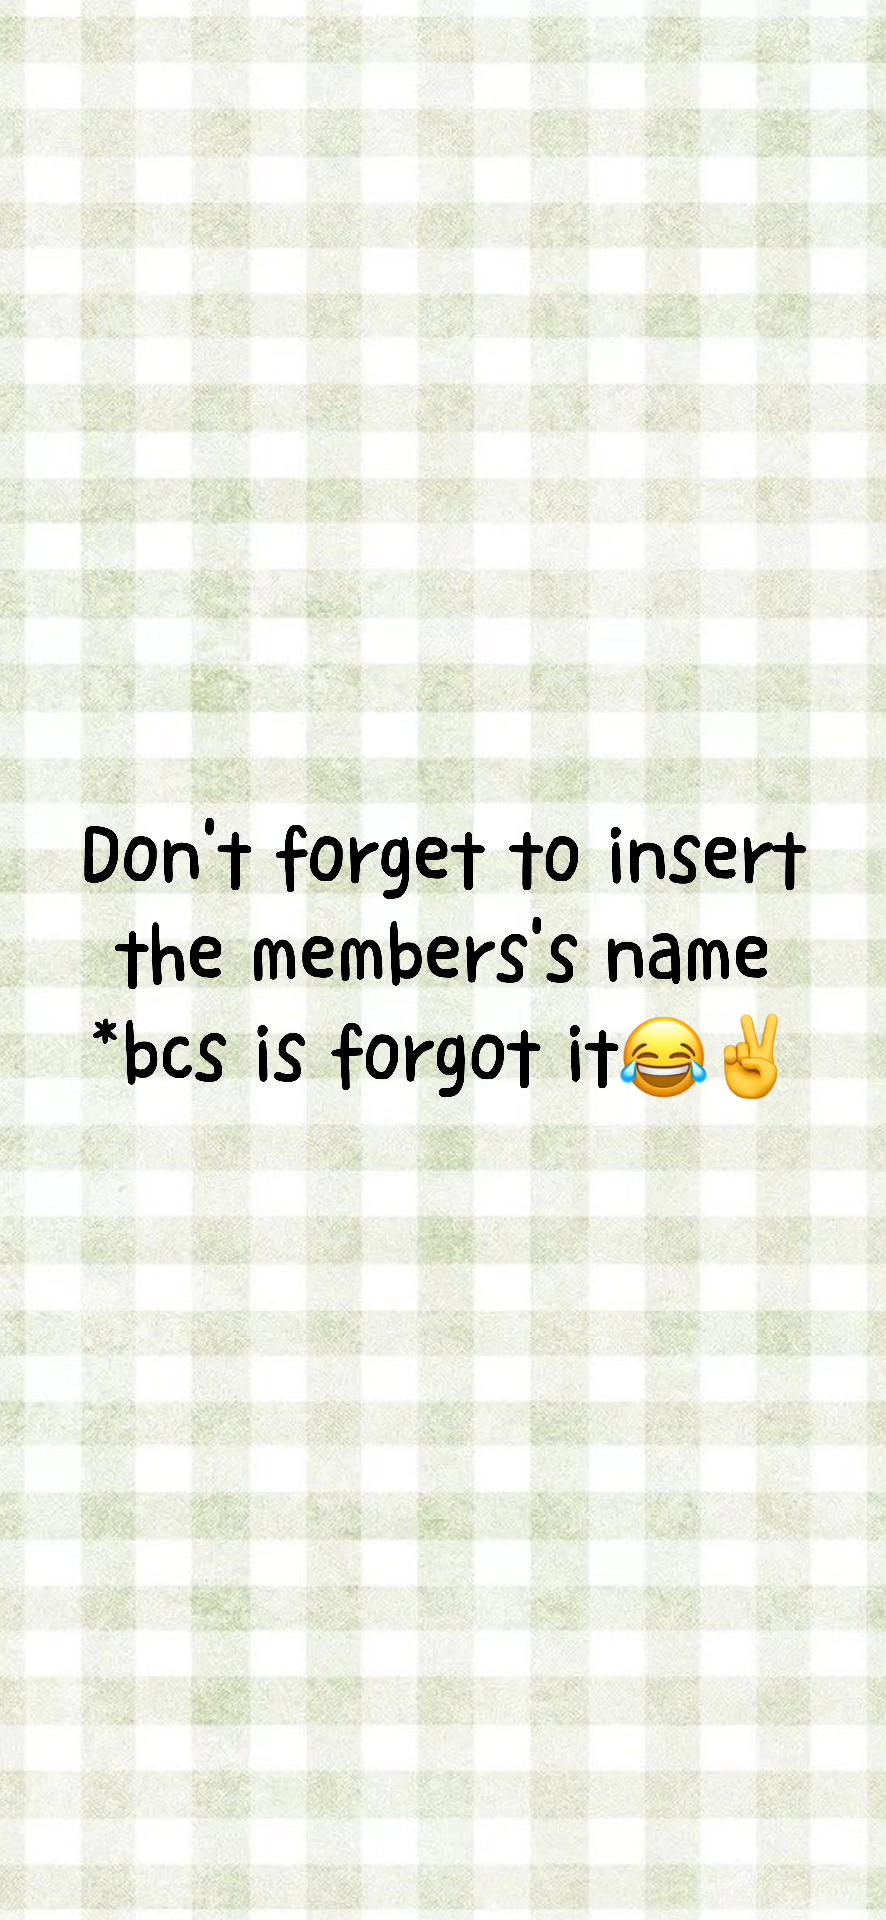 Don't forget to insert
the members's name
*bcs is forgot it😂✌️